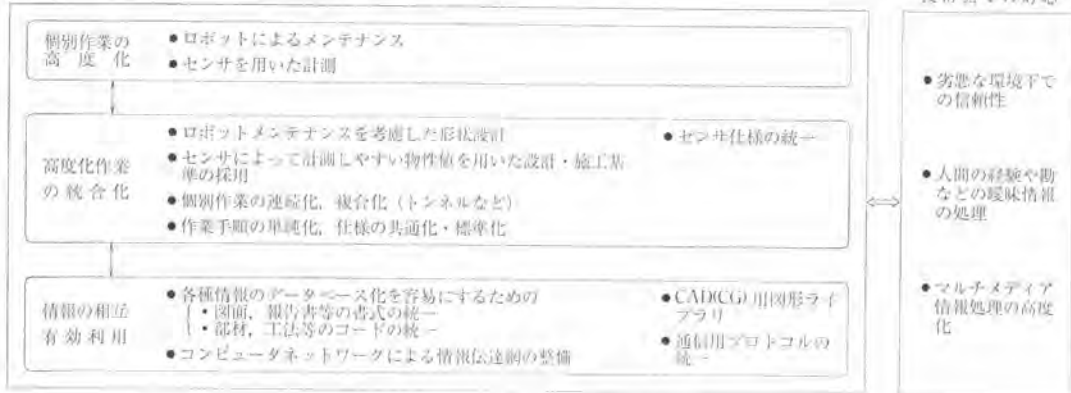 個別作業の
高度化
●ロボットによるメンテナンス
●センサを用いた計測
高度化作業
の統合化
●ロボットメンテナンスを考慮した形状設計
●センサによって計測しやすい物性値を用いた設計・施工基
準の採用
●個別作業の連続化，複合化（トンネルなど）
●作業手順の単純化，仕様の共通化・標準化
●センサ仕様の統一
情報の相互
有効利用
●各種情報のデータベース化を容易にするための
・図面，報告書等の書式の統一
・部材，工法等のコードの統一
●コンピュータネットワークによる情報伝達網の整備
●CAD(CG)用図形ライ
ブラリ
●通信用プロトコルの
統一
●劣悪な環境下で
の信頼性
●人間の経験や勘
などの曖昧情報
の処理
●マルチメディア
情報処理の高度
化